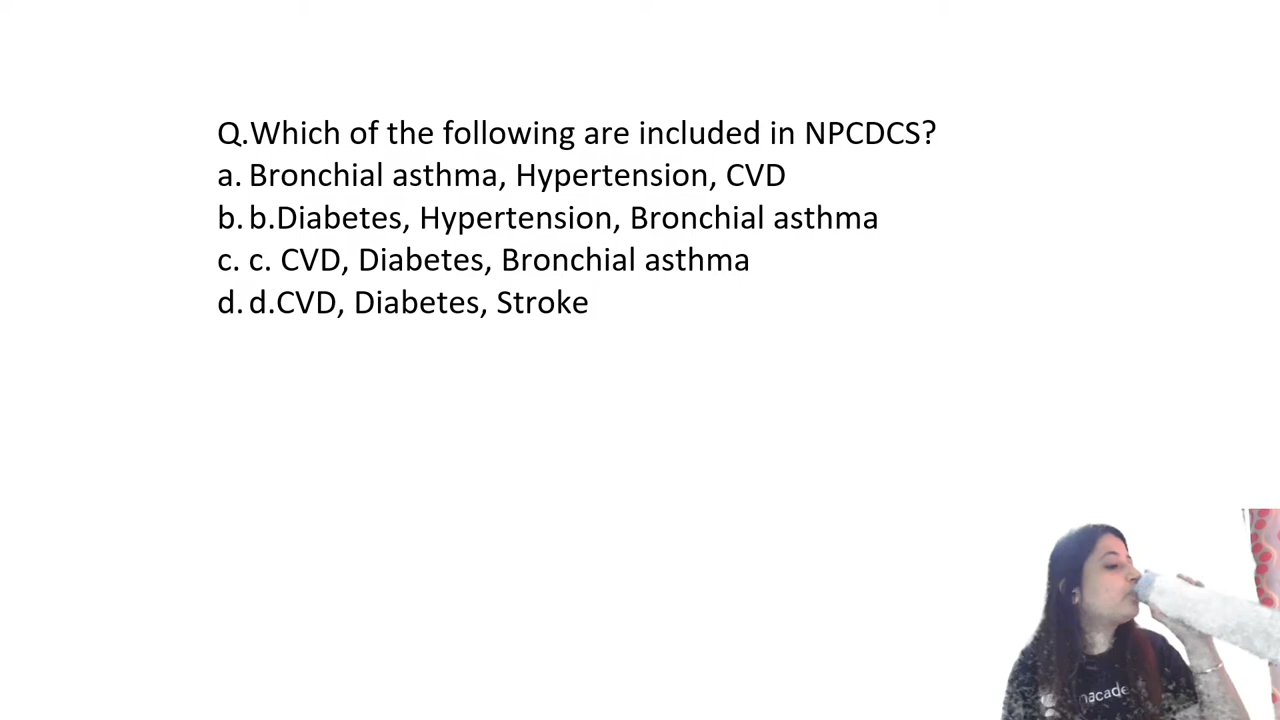 Q.Which of the following are included in NPCDCS?
a. Bronchial asthma, Hypertension, CVD
b. b.Diabetes, Hypertension, Bronchial asthma
c. c. CVD, Diabetes, Bronchial asthma
d. d.CVD, Diabetes, Stroke